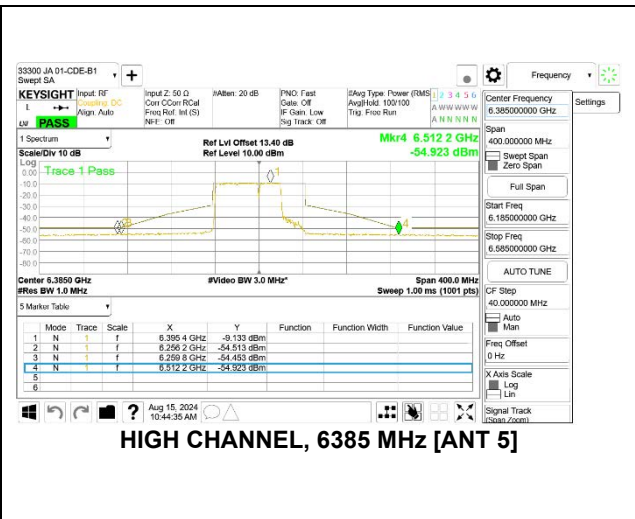 33300 JA 01-CDE-B1
Swept SA
Frequency
KEYSIGHT
Input: RF
Coupling: DC
Align: Auto
Input Z: 50 Ω
Corr CCorr RCal
Freq Ref: Int (S)
NFE: Off
#Atten: 20 dB
PNO: Fast
Gate: Off
IF Gain: Low
Sig Track: Off
#Avg Type: Power (RMS)
Avg|Hold: 100/100
Trig: Free Run
1 2 3 4 5 6
A W W W W W
A N N N N N
PASS
1 Spectrum
Scale/Div 10 dB
Ref Lvl Offset 13.40 dB
Ref Level 10.00 dBm
Mkr4 6.512 2 GHz
-54.923 dBm
Log
Trace 1 Pass
0.00
-10.0
-20.0
-30.0
-40.0
-50.0
-60.0
-70.0
-80.0
1
4
Center 6.3850 GHz
#Res BW 1.0 MHz
#Video BW 3.0 MHz*
Span 400.0 MHz
Sweep 1.00 ms (1001 pts)
5 Marker Table
Mode Trace Scale X Y Function Function Width Function Value
1 N 1 f 6.395 4 GHz -9.133 dBm
2 N 1 f 6.256 2 GHz -54.513 dBm
3 N 1 f 6.259 8 GHz -54.453 dBm
4 N 1 f 6.512 2 GHz -54.923 dBm
5
6
Aug 15, 2024
10:44:35 AM
Center Frequency
6.385000000 GHz
Settings
Span
400.000000 MHz
Swept Span
Zero Span
Full Span
Start Freq
6.185000000 GHz
Stop Freq
6.585000000 GHz
AUTO TUNE
CF Step
40.000000 MHz
Auto
Man
Freq Offset
0 Hz
X Axis Scale
Log
Lin
Signal Track
(Span Zoom)
HIGH CHANNEL, 6385 MHz [ANT 5]